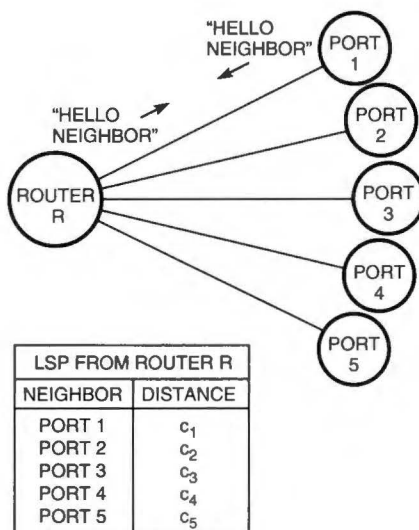 "HELLO
NEIGHBOR"
PORT
1
"HELLO
NEIGHBOR"
PORT
2
ROUTER
R
PORT
3
PORT
4
PORT
5
LSP FROM ROUTER R
NEIGHBOR DISTANCE
PORT 1 c1
PORT 2 c2
PORT 3 c3
PORT 4 c4
PORT 5 c5